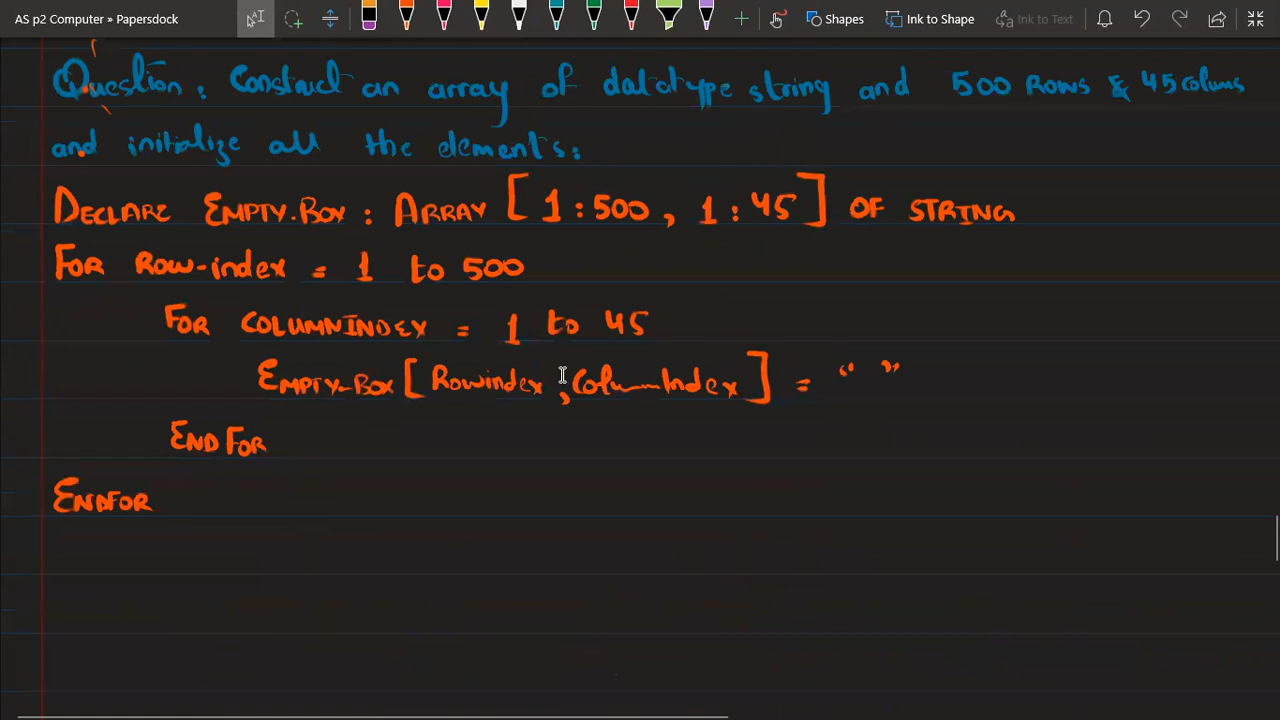 AS p2 Computer » Papersdock
Shapes
Ink to Shape
Ink to Text
Question: Construct an array of datatype string and 500 Rows & 45 colums
and initialize all the elements:
DECLARE EMPTY-BOX : ARRAY [1:500, 1:45] OF STRING
FOR Row-index = 1 to 500
FOR COLUMNINDEX = 1 to 45
EMPTY-BOX [Rowindex, ColumnIndex] = “ ”
END FOR
ENDFOR